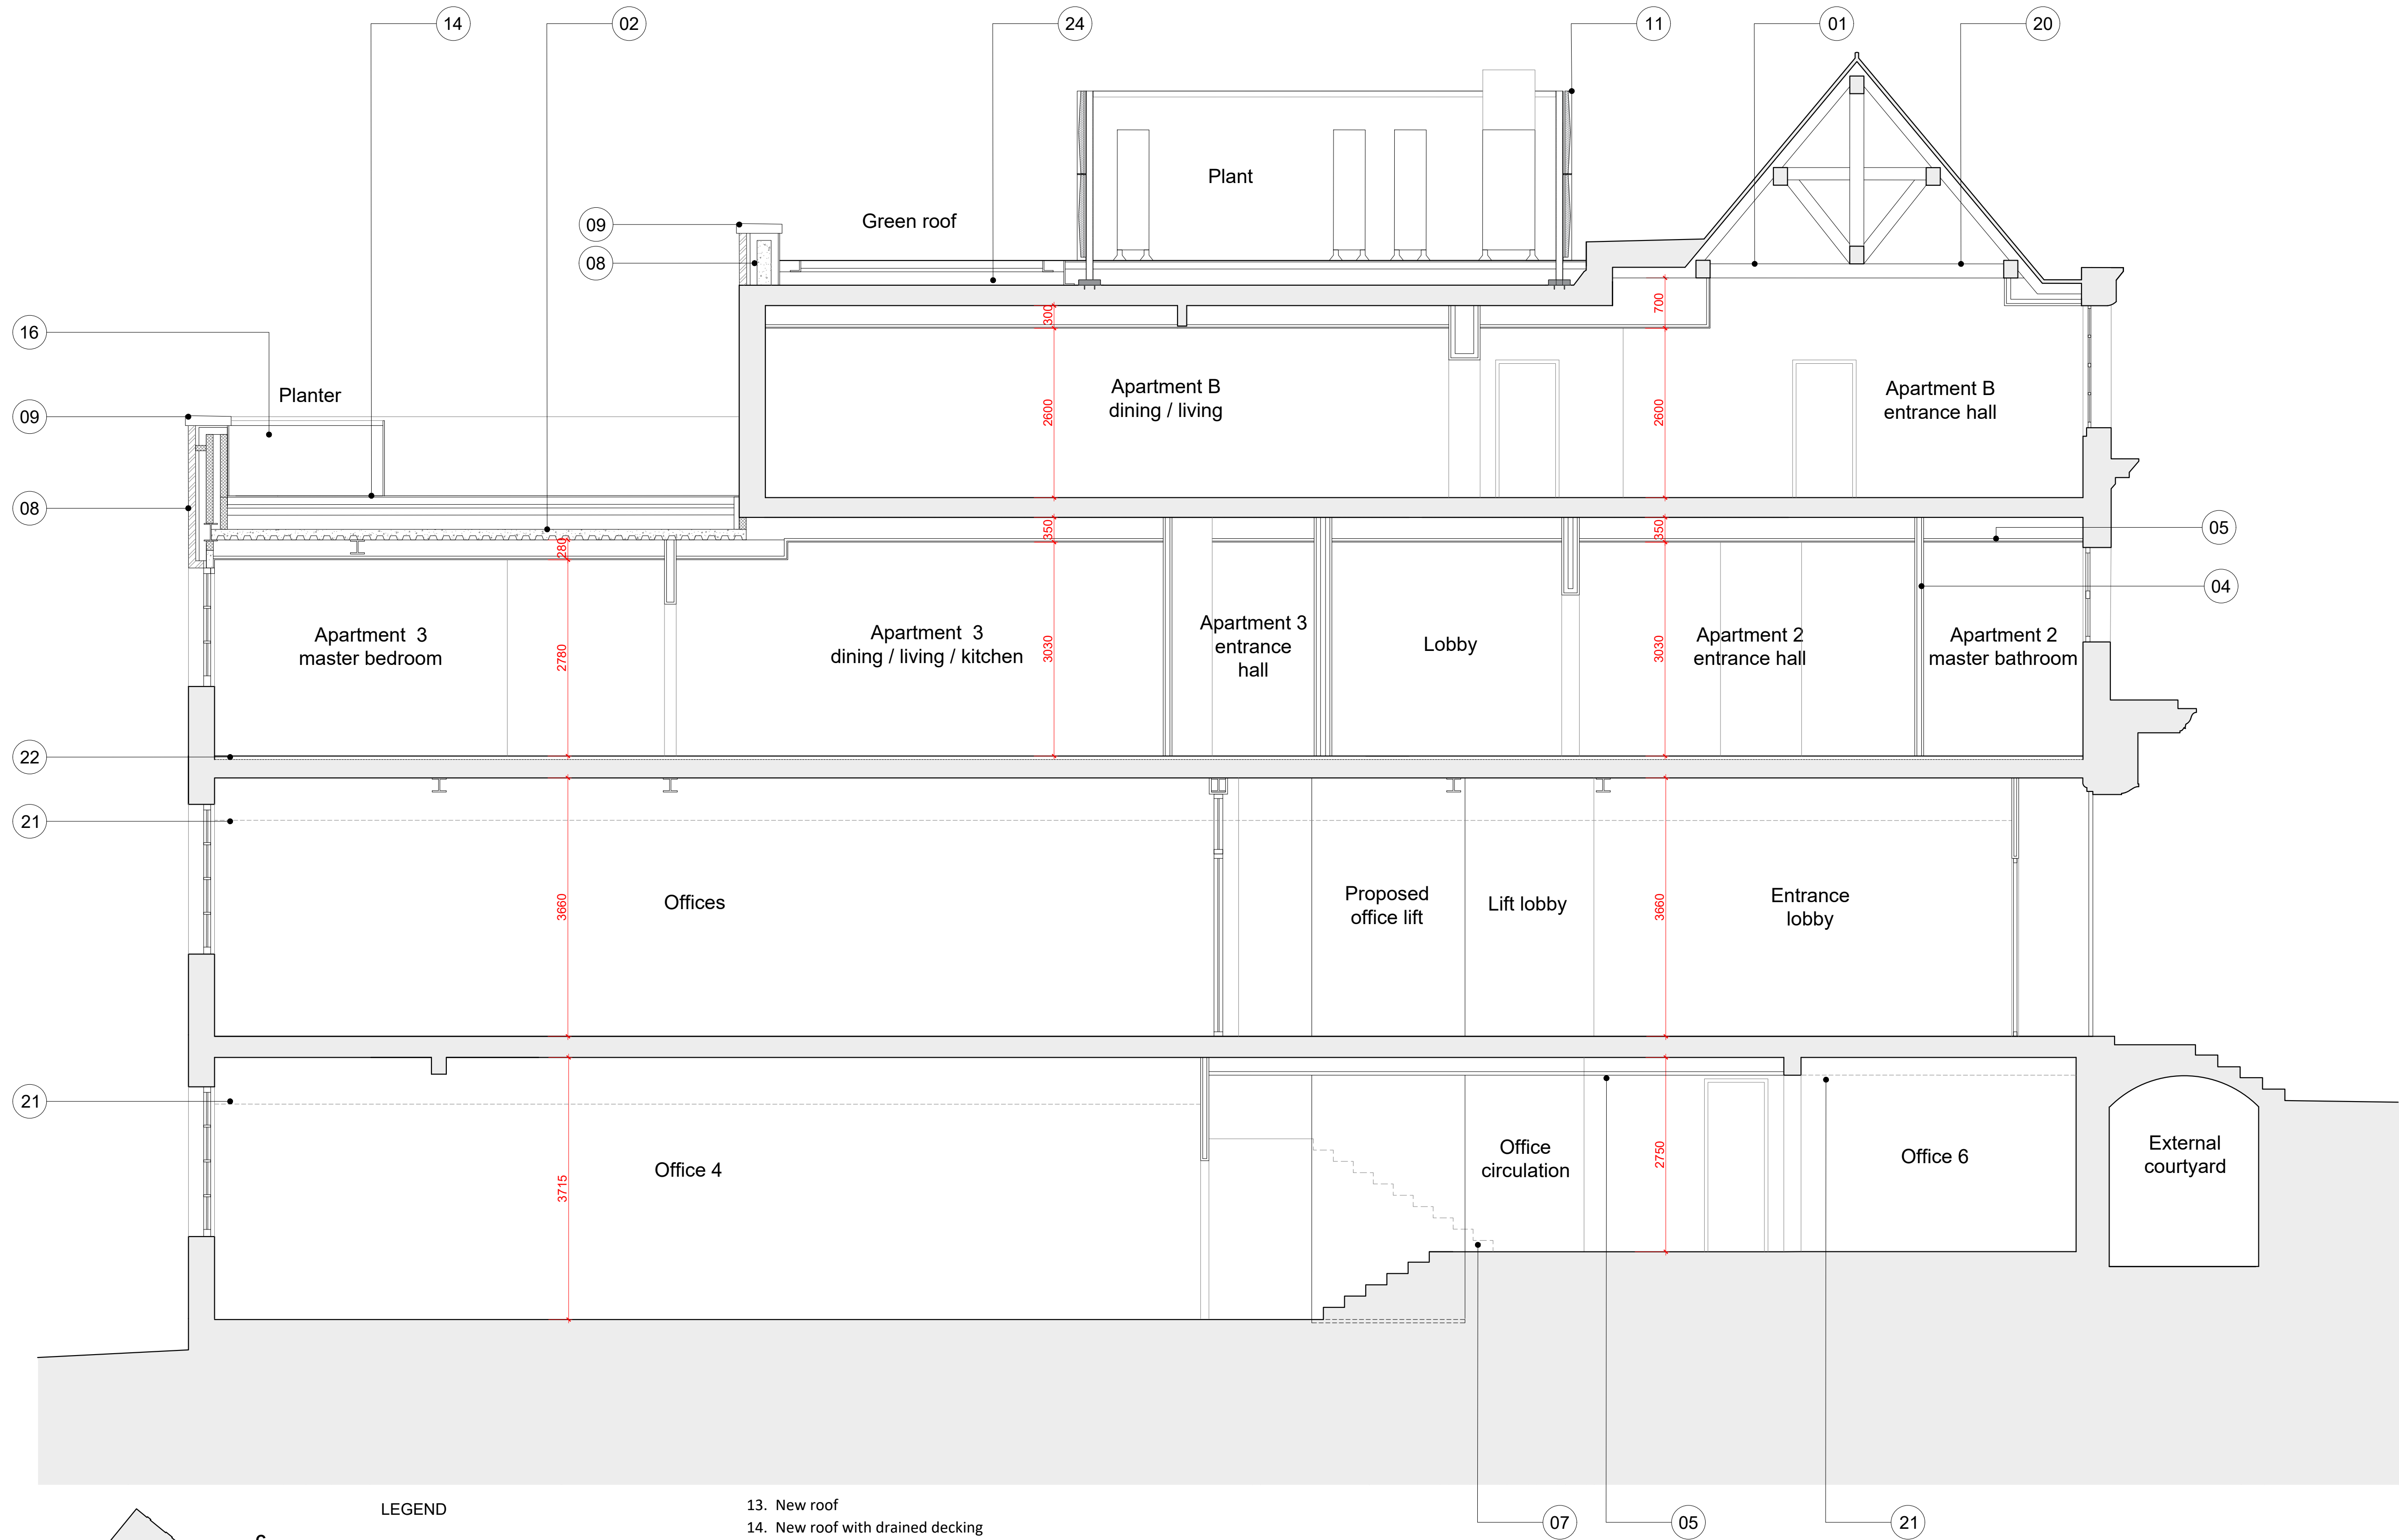 14
02
24
11
01
20
Plant
Green roof
09
08
16
Planter
09
08
300
700
Apartment B
dining / living
2600
2600
Apartment B
entrance hall
280
350
350
05
04
Apartment  3
master bedroom
2780
Apartment  3
dining / living / kitchen
3030
Apartment 3
entrance
hall
Lobby
3030
Apartment 2
entrance hall
Apartment 2
master bathroom
22
21
Offices
3660
Proposed
office lift
Lift lobby
3660
Entrance
lobby
21
Office 4
3715
Office
circulation
2750
Office 6
External
courtyard
07
05
21
LEGEND
13. New roof
14. New roof with drained decking